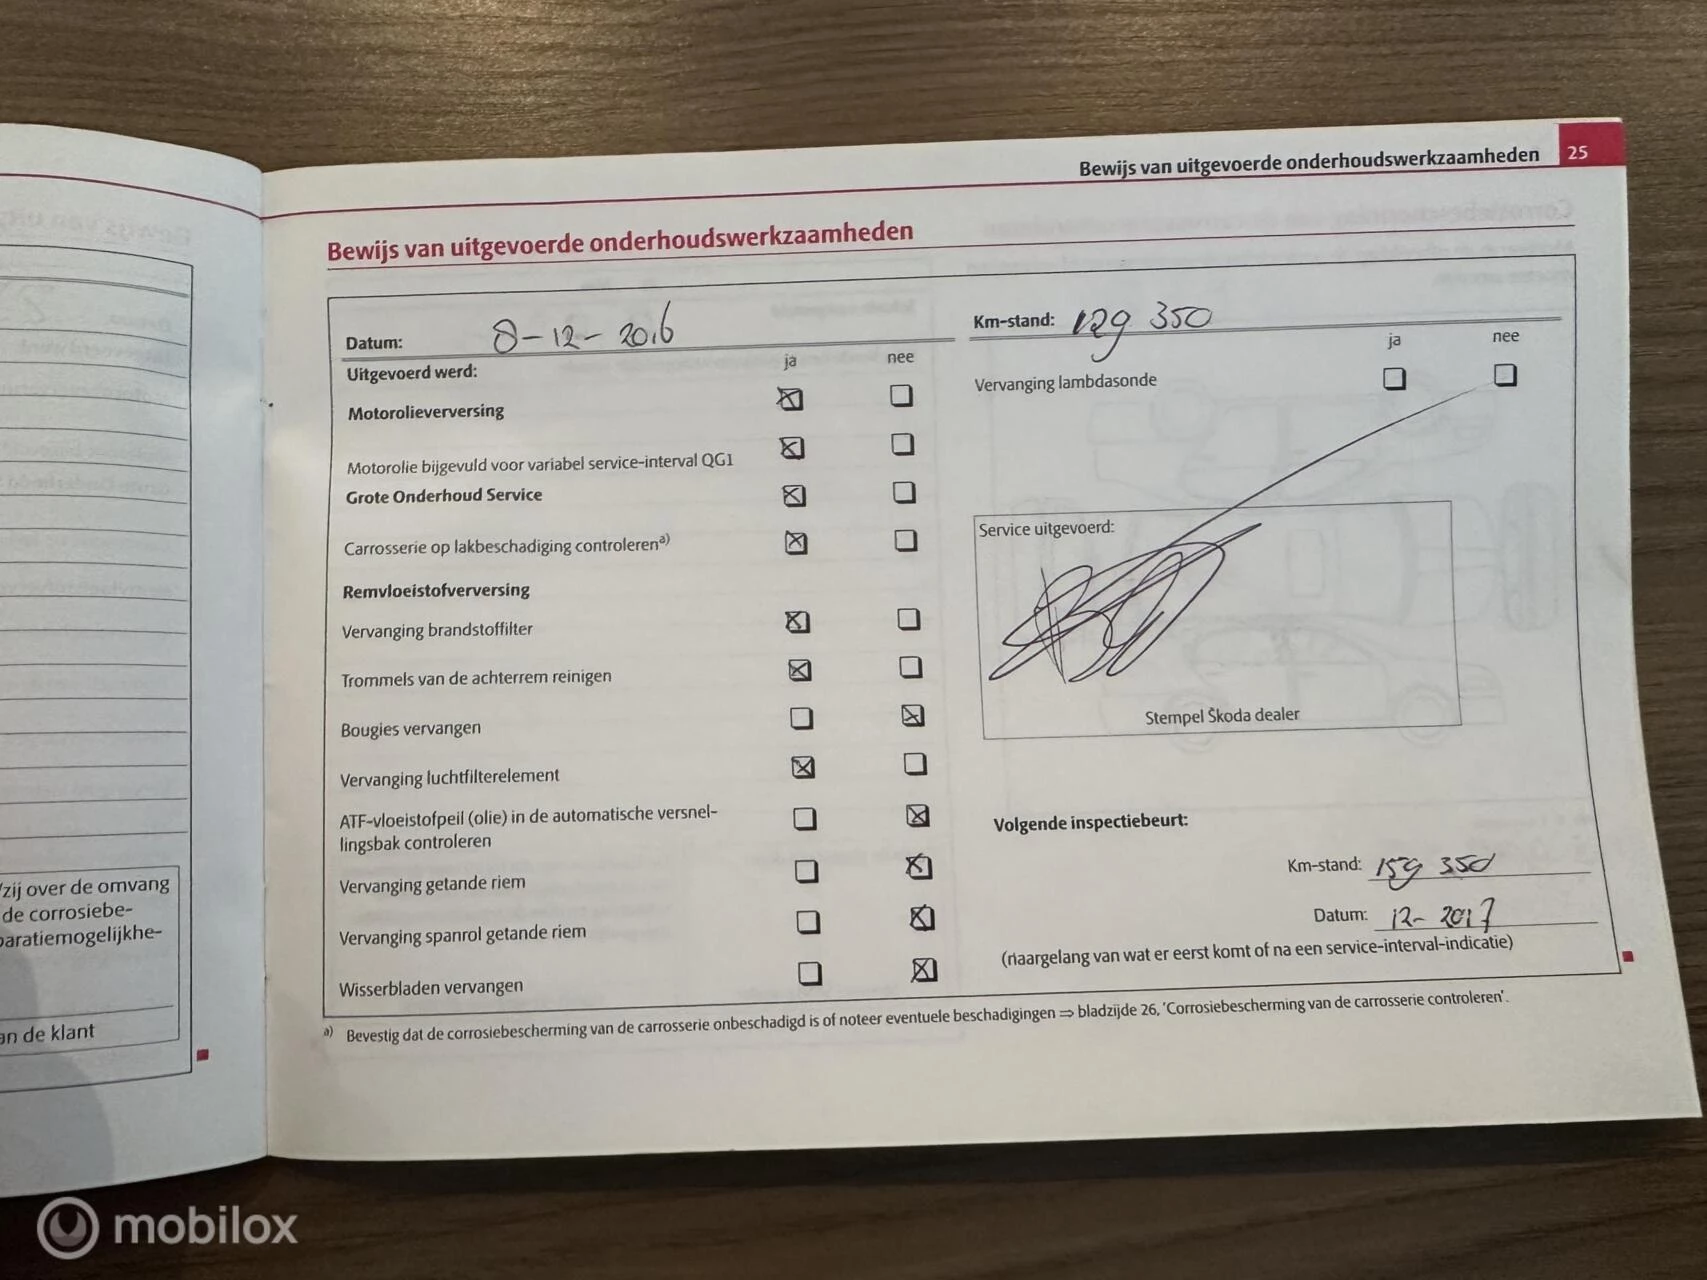 Bewijs van uitgevoerde onderhoudswerkzaamheden 25
Bewijs van uitgevoerde onderhoudswerkzaamheden
Datum: 8-12-2016
Uitgevoerd werd: ja nee
Motorolieverversing
Motorolie bijgevuld voor variabel service-interval QG1
Grote Onderhoud Service
Carrosserie op lakbeschadiging controleren a)
Remvloeistofverversing
Vervanging brandstoffilter
Trommels van de achterrem reinigen
Bougies vervangen
Vervanging luchtfilterelement
ATF-vloeistofpeil (olie) in de automatische versnel-
lingsbak controleren
Vervanging getande riem
Vervanging spanrol getande riem
Wisserbladen vervangen
Km-stand: 129 350
ja nee
Vervanging lambdasonde
Service uitgevoerd:
Stempel Škoda dealer
Volgende inspectiebeurt:
Km-stand: 159 350
Datum: 12-2017
(naargelang van wat er eerst komt of na een service-interval-indicatie)
a) Bevestig dat de corrosiebescherming van de carrosserie onbeschadigd is of noteer eventuele beschadigingen ⇒ bladzijde 26, 'Corrosiebescherming van de carrosserie controleren'.
/zij over de omvang
de corrosiebe-
paratiemogelijkhe-
an de klant
mobilox